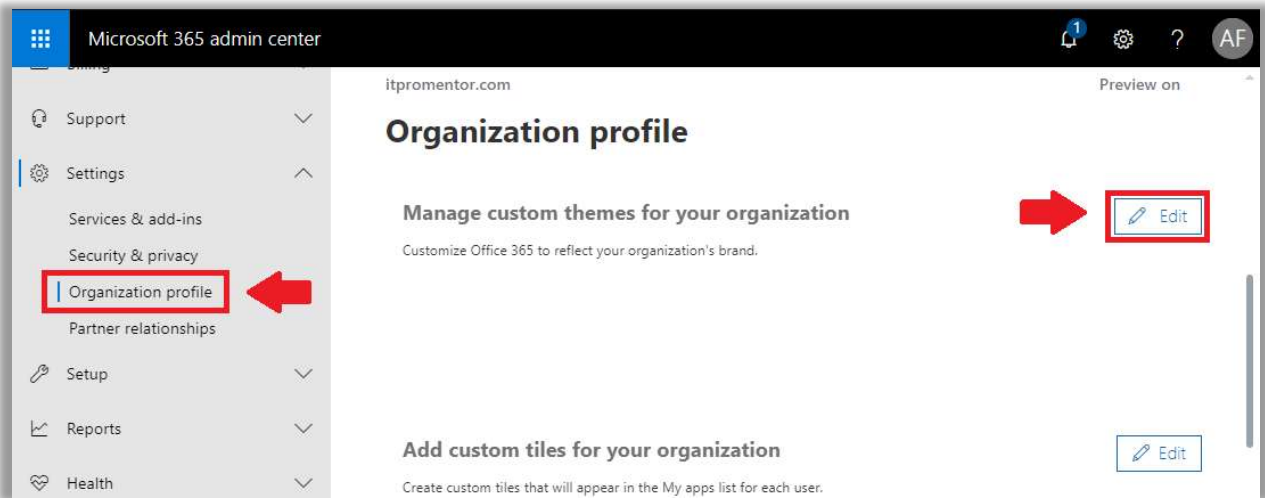 Microsoft 365 admin center
1
?
AF
Billing
Support
Settings
Services & add-ins
Security & privacy
Organization profile
Partner relationships
Setup
Reports
Health
itpromentor.com
Preview on
Organization profile
Manage custom themes for your organization
Edit
Customize Office 365 to reflect your organization's brand.
Add custom tiles for your organization
Edit
Create custom tiles that will appear in the My apps list for each user.